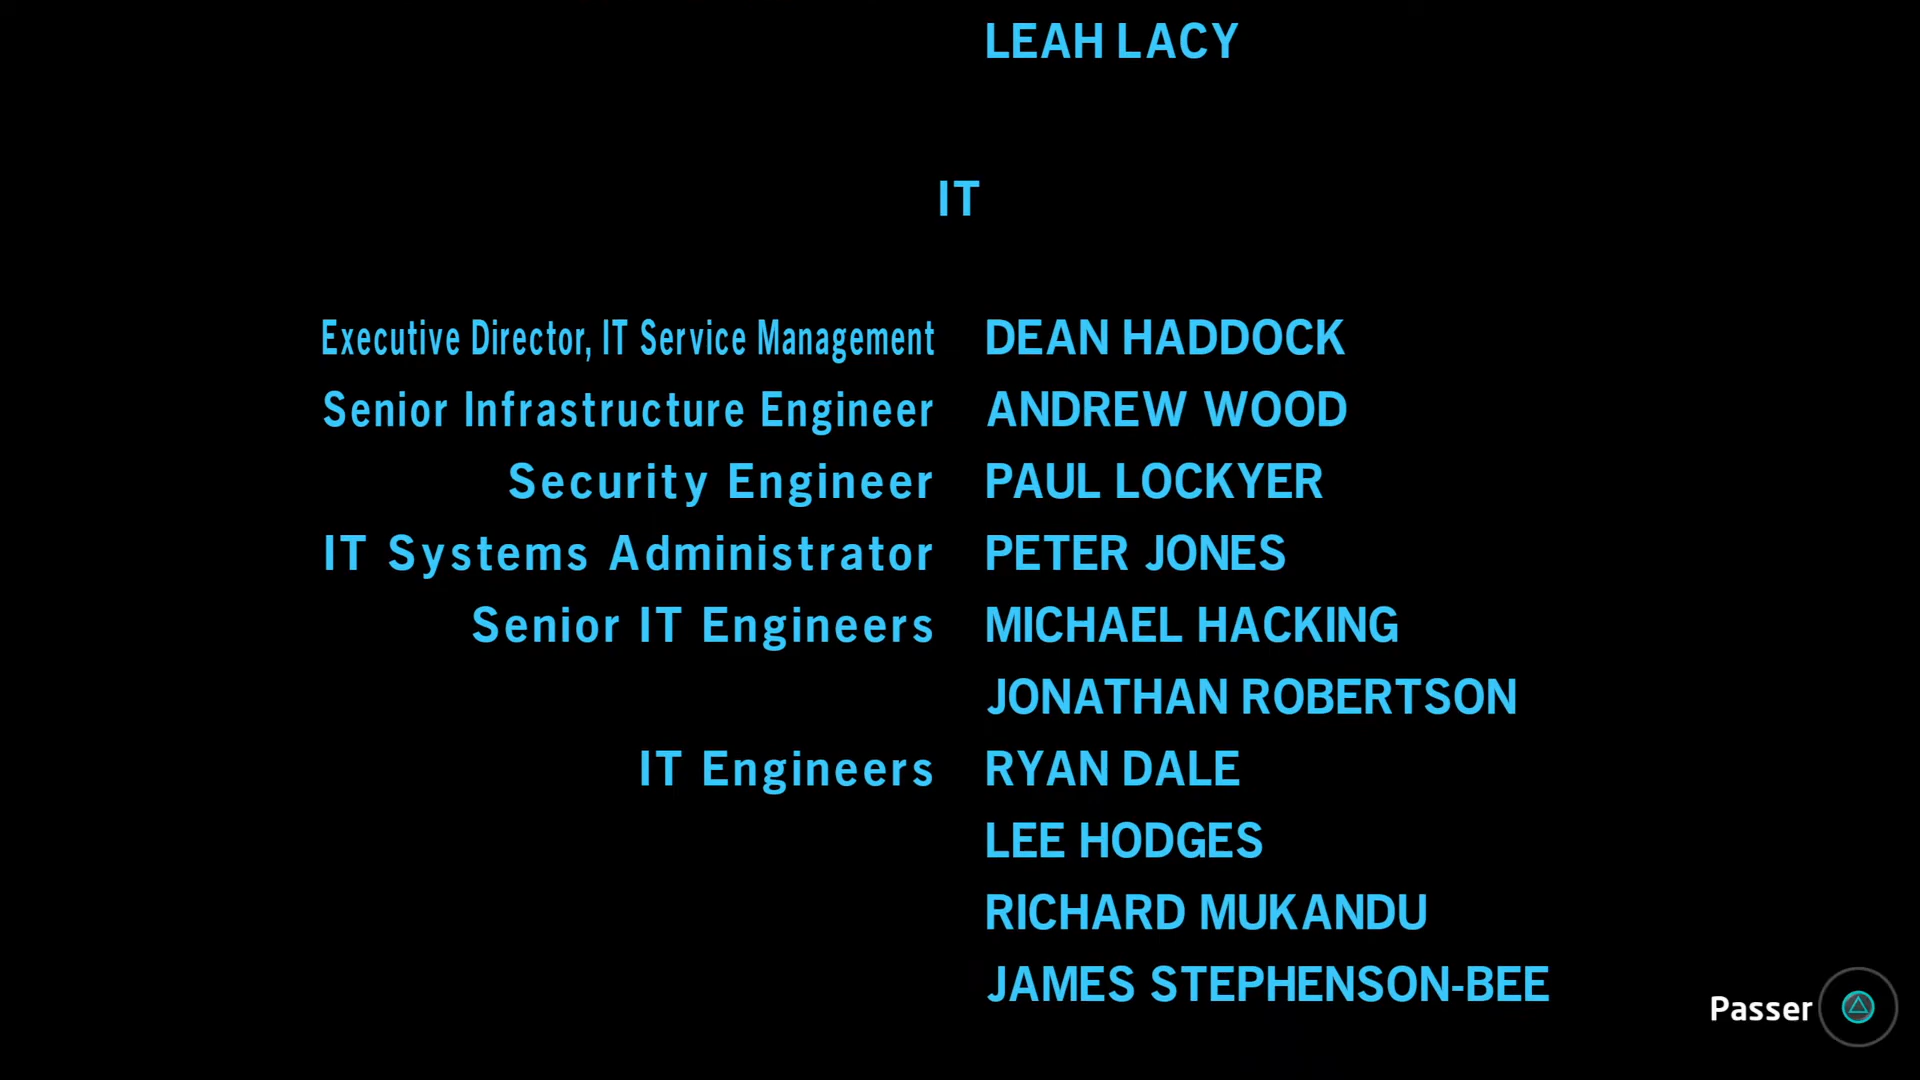 LEAH LACY
IT
Executive Director, IT Service Management DEAN HADDOCK
Senior Infrastructure Engineer ANDREW WOOD
Security Engineer PAUL LOCKYER
IT Systems Administrator PETER JONES
Senior IT Engineers MICHAEL HACKING
JONATHAN ROBERTSON
IT Engineers RYAN DALE
LEE HODGES
RICHARD MUKANDU
JAMES STEPHENSON-BEE
Passer